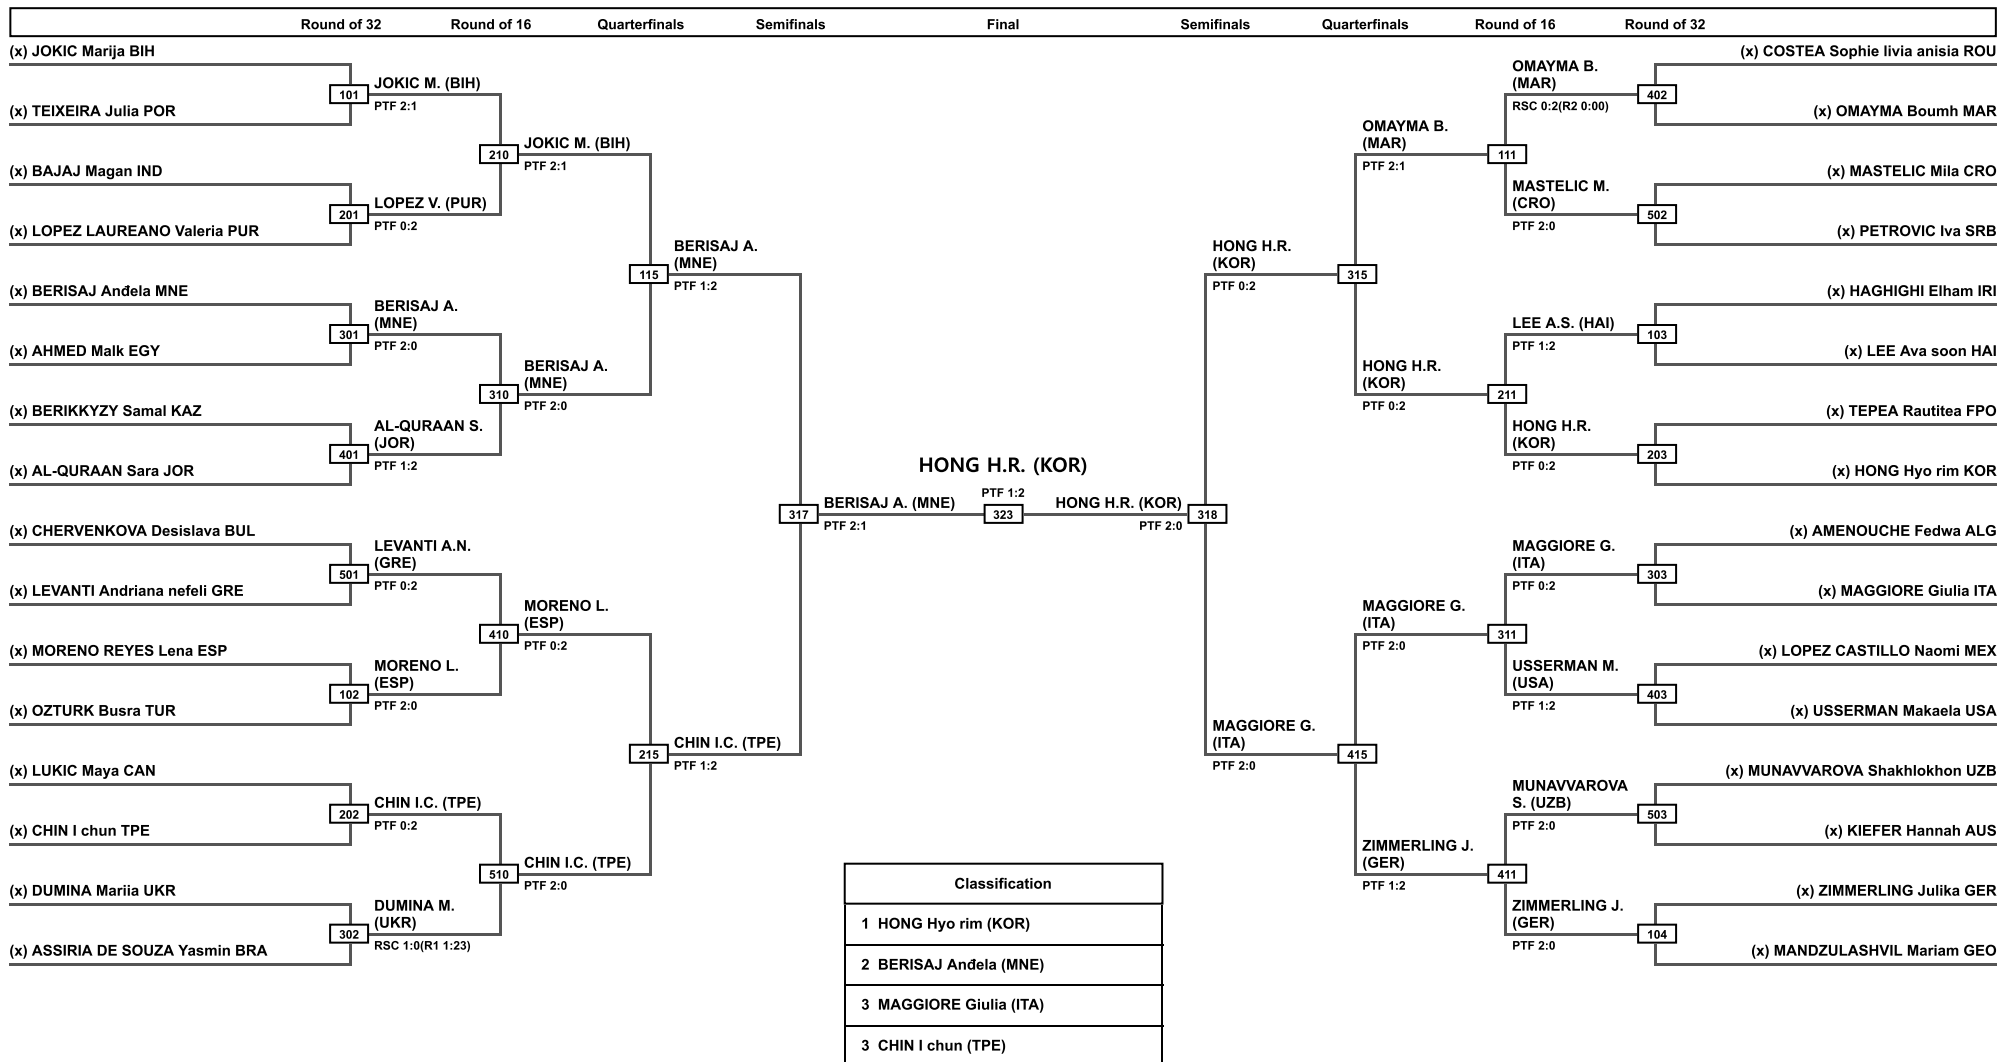 Round of 32 Round of 16 Quarterfinals Semifinals Final Semifinals Quarterfinals Round of 16 Round of 32
(x) JOKIC Marija BIH
(x) TEIXEIRA Julia POR
(x) BAJAJ Magan IND
(x) LOPEZ LAUREANO Valeria PUR
(x) BERISAJ Anđela MNE
(x) AHMED Malk EGY
(x) BERIKKYZY Samal KAZ
(x) AL-QURAAN Sara JOR
(x) CHERVENKOVA Desislava BUL
(x) LEVANTI Andriana nefeli GRE
(x) MORENO REYES Lena ESP
(x) OZTURK Busra TUR
(x) LUKIC Maya CAN
(x) CHIN I chun TPE
(x) DUMINA Mariia UKR
(x) ASSIRIA DE SOUZA Yasmin BRA
101
JOKIC M. (BIH)
PTF 2:1
201
LOPEZ V. (PUR)
PTF 0:2
301
BERISAJ A.
(MNE)
PTF 2:0
401
AL-QURAAN S.
(JOR)
PTF 1:2
501
LEVANTI A.N.
(GRE)
PTF 0:2
102
MORENO L.
(ESP)
PTF 2:0
202
CHIN I.C. (TPE)
PTF 0:2
302
DUMINA M.
(UKR)
RSC 1:0(R1 1:23)
210
JOKIC M. (BIH)
PTF 2:1
310
BERISAJ A.
(MNE)
PTF 2:0
410
MORENO L.
(ESP)
PTF 0:2
510
CHIN I.C. (TPE)
PTF 2:0
115
BERISAJ A.
(MNE)
PTF 1:2
215
CHIN I.C. (TPE)
PTF 1:2
317
BERISAJ A. (MNE)
PTF 2:1
HONG H.R. (KOR)
PTF 1:2
323
HONG H.R. (KOR)
PTF 2:0
318
HONG H.R.
(KOR)
PTF 0:2
315
MAGGIORE G.
(ITA)
PTF 2:0
415
OMAYMA B.
(MAR)
PTF 2:1
111
HONG H.R.
(KOR)
PTF 0:2
211
MAGGIORE G.
(ITA)
PTF 2:0
311
ZIMMERLING J.
(GER)
PTF 1:2
411
OMAYMA B.
(MAR)
RSC 0:2(R2 0:00)
402
MASTELIC M.
(CRO)
PTF 2:0
502
LEE A.S. (HAI)
PTF 1:2
103
HONG H.R.
(KOR)
PTF 0:2
203
MAGGIORE G.
(ITA)
PTF 0:2
303
USSERMAN M.
(USA)
PTF 1:2
403
MUNAVVAROVA
S. (UZB)
PTF 2:0
503
ZIMMERLING J.
(GER)
PTF 2:0
104
(x) COSTEA Sophie livia anisia ROU
(x) OMAYMA Boumh MAR
(x) MASTELIC Mila CRO
(x) PETROVIC Iva SRB
(x) HAGHIGHI Elham IRI
(x) LEE Ava soon HAI
(x) TEPEA Rautitea FPO
(x) HONG Hyo rim KOR
(x) AMENOUCHE Fedwa ALG
(x) MAGGIORE Giulia ITA
(x) LOPEZ CASTILLO Naomi MEX
(x) USSERMAN Makaela USA
(x) MUNAVVAROVA Shakhlokhon UZB
(x) KIEFER Hannah AUS
(x) ZIMMERLING Julika GER
(x) MANDZULASHVIL Mariam GEO
Classification
1 HONG Hyo rim (KOR)
2 BERISAJ Anđela (MNE)
3 MAGGIORE Giulia (ITA)
3 CHIN I chun (TPE)